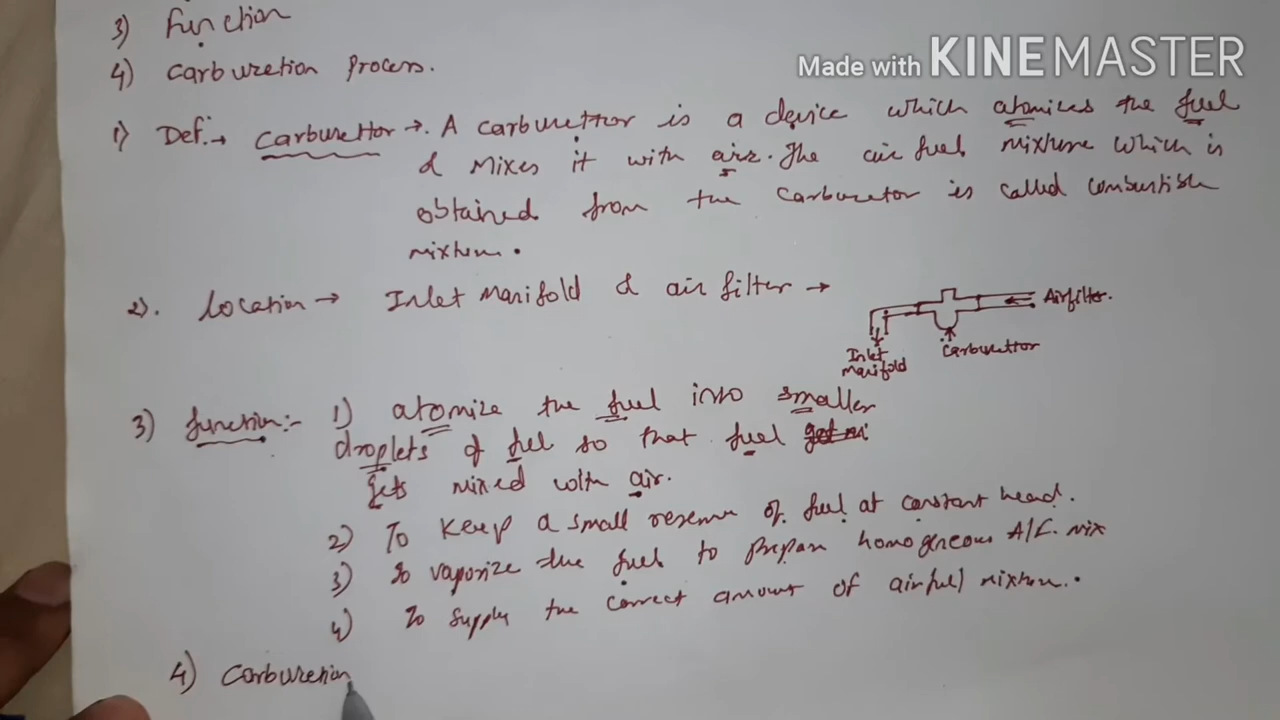 3) Function
4) Carburetion Process.
Made with KINEMASTER
1) Def:→ Carburettor →. A carburettor is a device which atomizes the fuel
& Mixes it with air. The air fuel mixture which is
obtained from the Carburetor is called combustible
mixture.
2). Location → Inlet Manifold & air filter →
Airfilter.
Inlet Manifold
Carburettor
3) function:- 1) atomize the fuel into smaller
droplets of fuel so that fuel
gets mixed with air.
2) To Keep a small reserve of fuel at constant head.
3) To vaporize the fuel to prepare homogneous A/F. mix
4) To supply the correct amount of airfuel mixture.
4) Carburetion